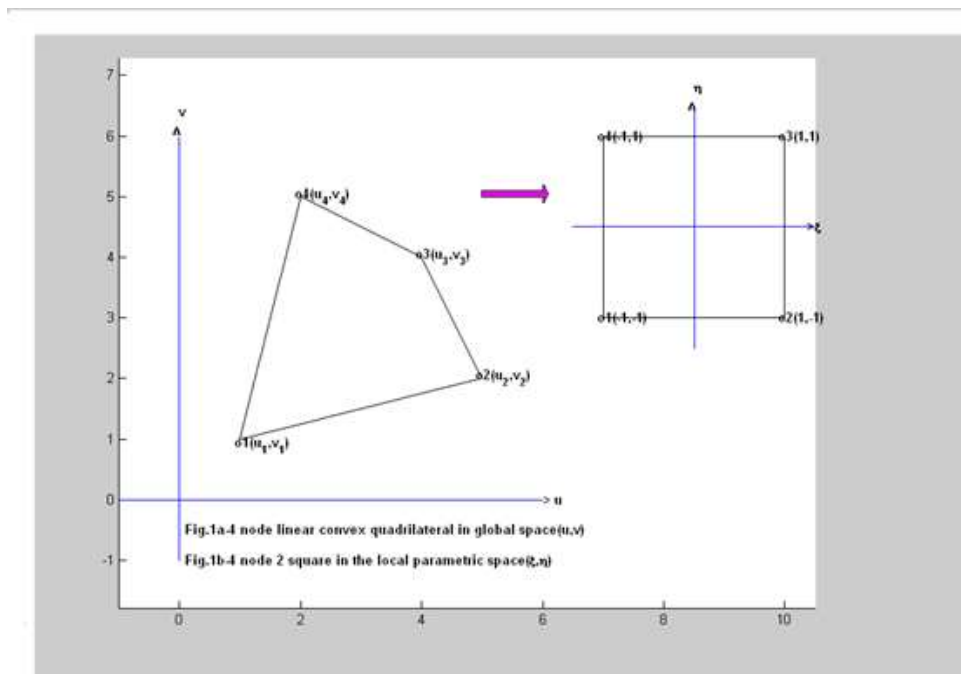 7
6
5
4
3
2
1
0
-1
v
4(u4,v4)
3(u3,v3)
2(u2,v2)
1(u1,v1)
u
η
4(-1,1)
3(1,1)
ξ
1(-1,-1)
2(1,-1)
Fig.1a-4 node linear convex quadrilateral in global space(u,v)
Fig.1b-4 node 2 square in the local parametric space(ξ,η)
0
2
4
6
8
10